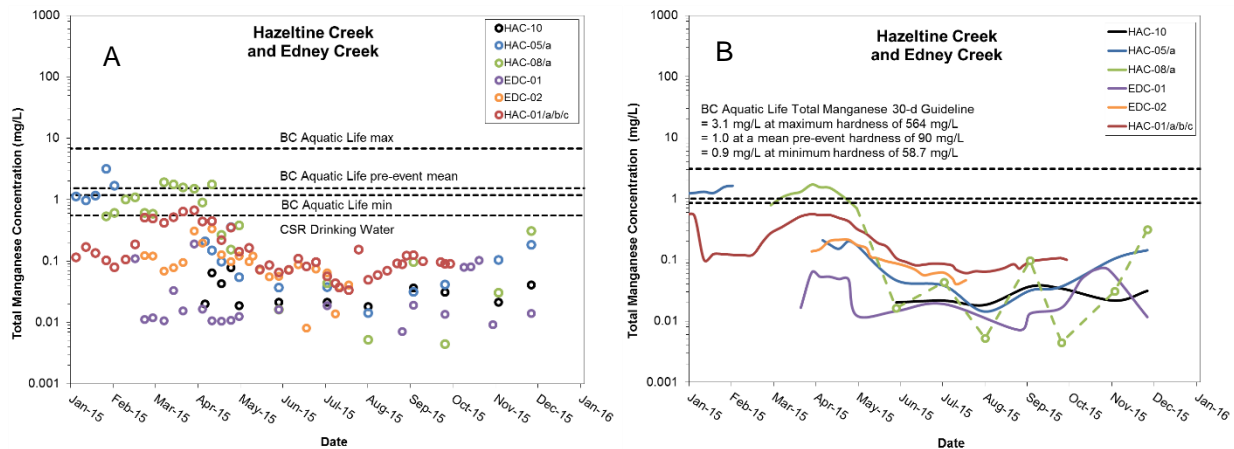 A
Hazeltine Creek
and Edney Creek
HAC-10
HAC-05/a
HAC-08/a
EDC-01
EDC-02
HAC-01/a/b/c
Total Manganese Concentration (mg/L)
1000
100
10
1
0.1
0.01
0.001
BC Aquatic Life max
BC Aquatic Life pre-event mean
BC Aquatic Life min
CSR Drinking Water
Jan-15
Feb-15
Mar-15
Apr-15
May-15
Jun-15
Jul-15
Aug-15
Sep-15
Oct-15
Nov-15
Dec-15
Jan-16
Date
B
Hazeltine Creek
and Edney Creek
HAC-10
HAC-05/a
HAC-08/a
EDC-01
EDC-02
HAC-01/a/b/c
Total Manganese Concentration (mg/L)
1000
100
10
1
0.1
0.01
0.001
BC Aquatic Life Total Manganese 30-d Guideline
= 3.1 mg/L at maximum hardness of 564 mg/L
= 1.0 at a mean pre-event hardness of 90 mg/L
= 0.9 mg/L at minimum hardness of 58.7 mg/L
Jan-15
Feb-15
Mar-15
Apr-15
May-15
Jun-15
Jul-15
Aug-15
Sep-15
Oct-15
Nov-15
Dec-15
Jan-16
Date